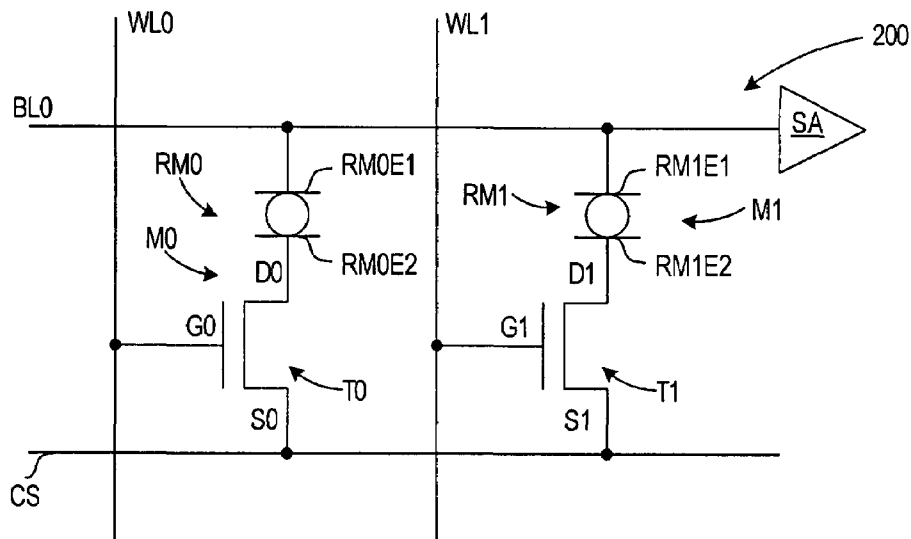 WL0
WL1
200
BL0
SA
RM0
RM0E1
RM1
RM1E1
M1
M0
RM0E2
RM1E2
D0
D1
G0
G1
T0
T1
S0
S1
CS